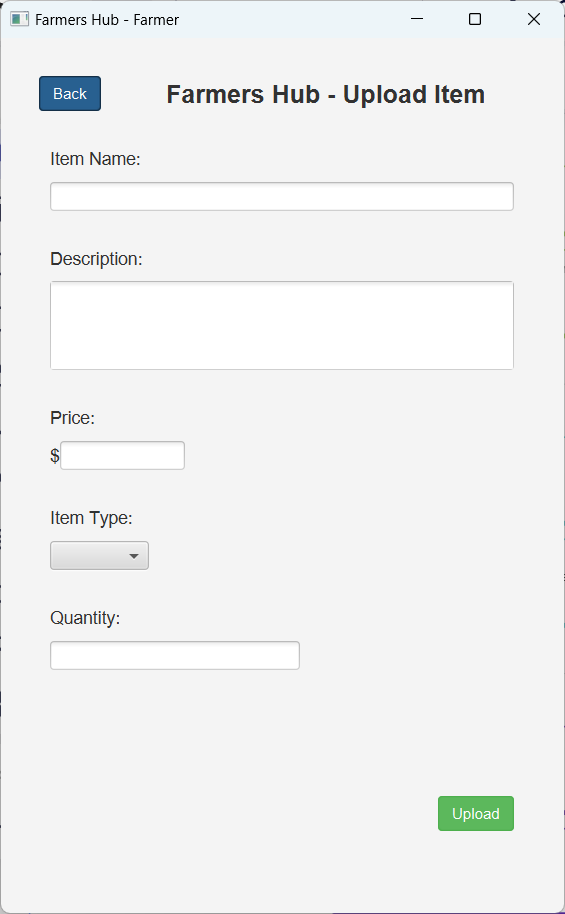 Farmers Hub - Farmer
Back
Farmers Hub - Upload Item
Item Name:
Description:
Price:
$
Item Type:
Quantity:
Upload